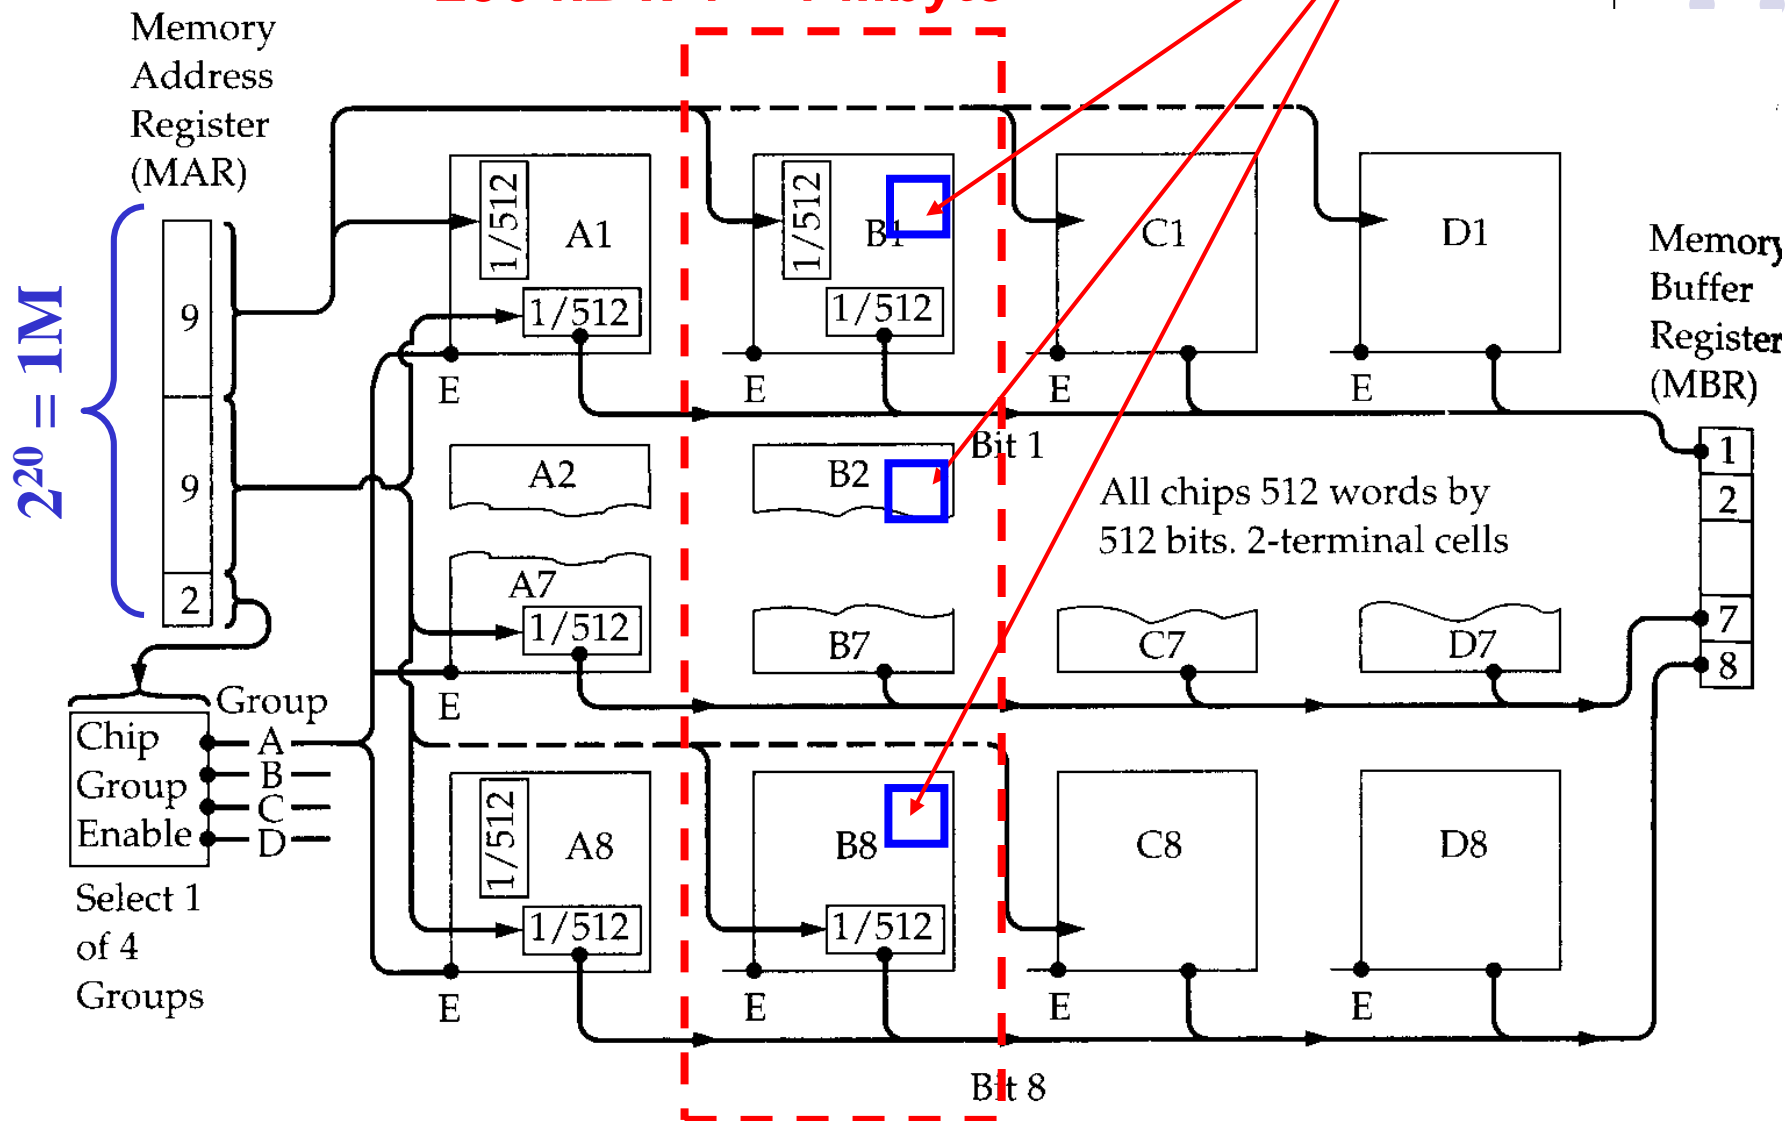 Memory
Address
Register
(MAR)
2²⁰ = 1M
9
9
2
1/512
A1
1/512
E
1/512
B1
1/512
E
C1
E
D1
E
Memory
Buffer
Register
(MBR)
Bit 1
A2
B2
All chips 512 words by
512 bits. 2-terminal cells
1
2
7
8
A7
1/512
E
B7
C7
D7
Group
Chip
Group
Enable
A
B
C
D
Select 1
of 4
Groups
1/512
A8
1/512
E
B8
1/512
E
C8
E
D8
E
Bit 8